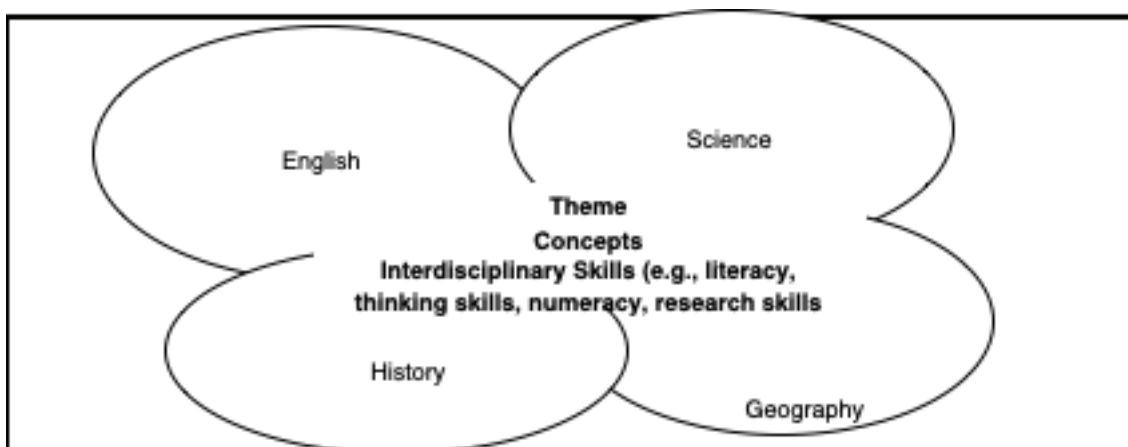 Science
English
Theme
Concepts
Interdisciplinary Skills (e.g., literacy,
thinking skills, numeracy, research skills
History
Geography